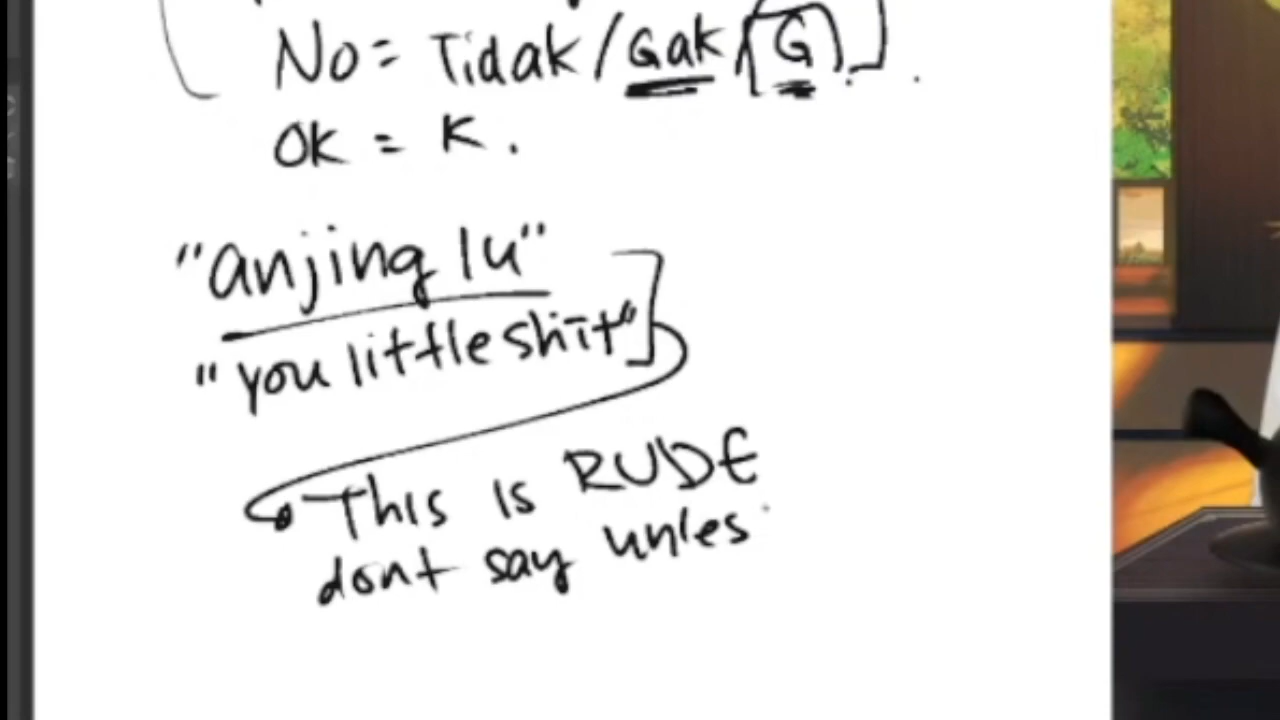 No = Tidak / Gak / (G).
OK = K.
"anjing lu"
"you little shit"
This is RUDE
dont say unles